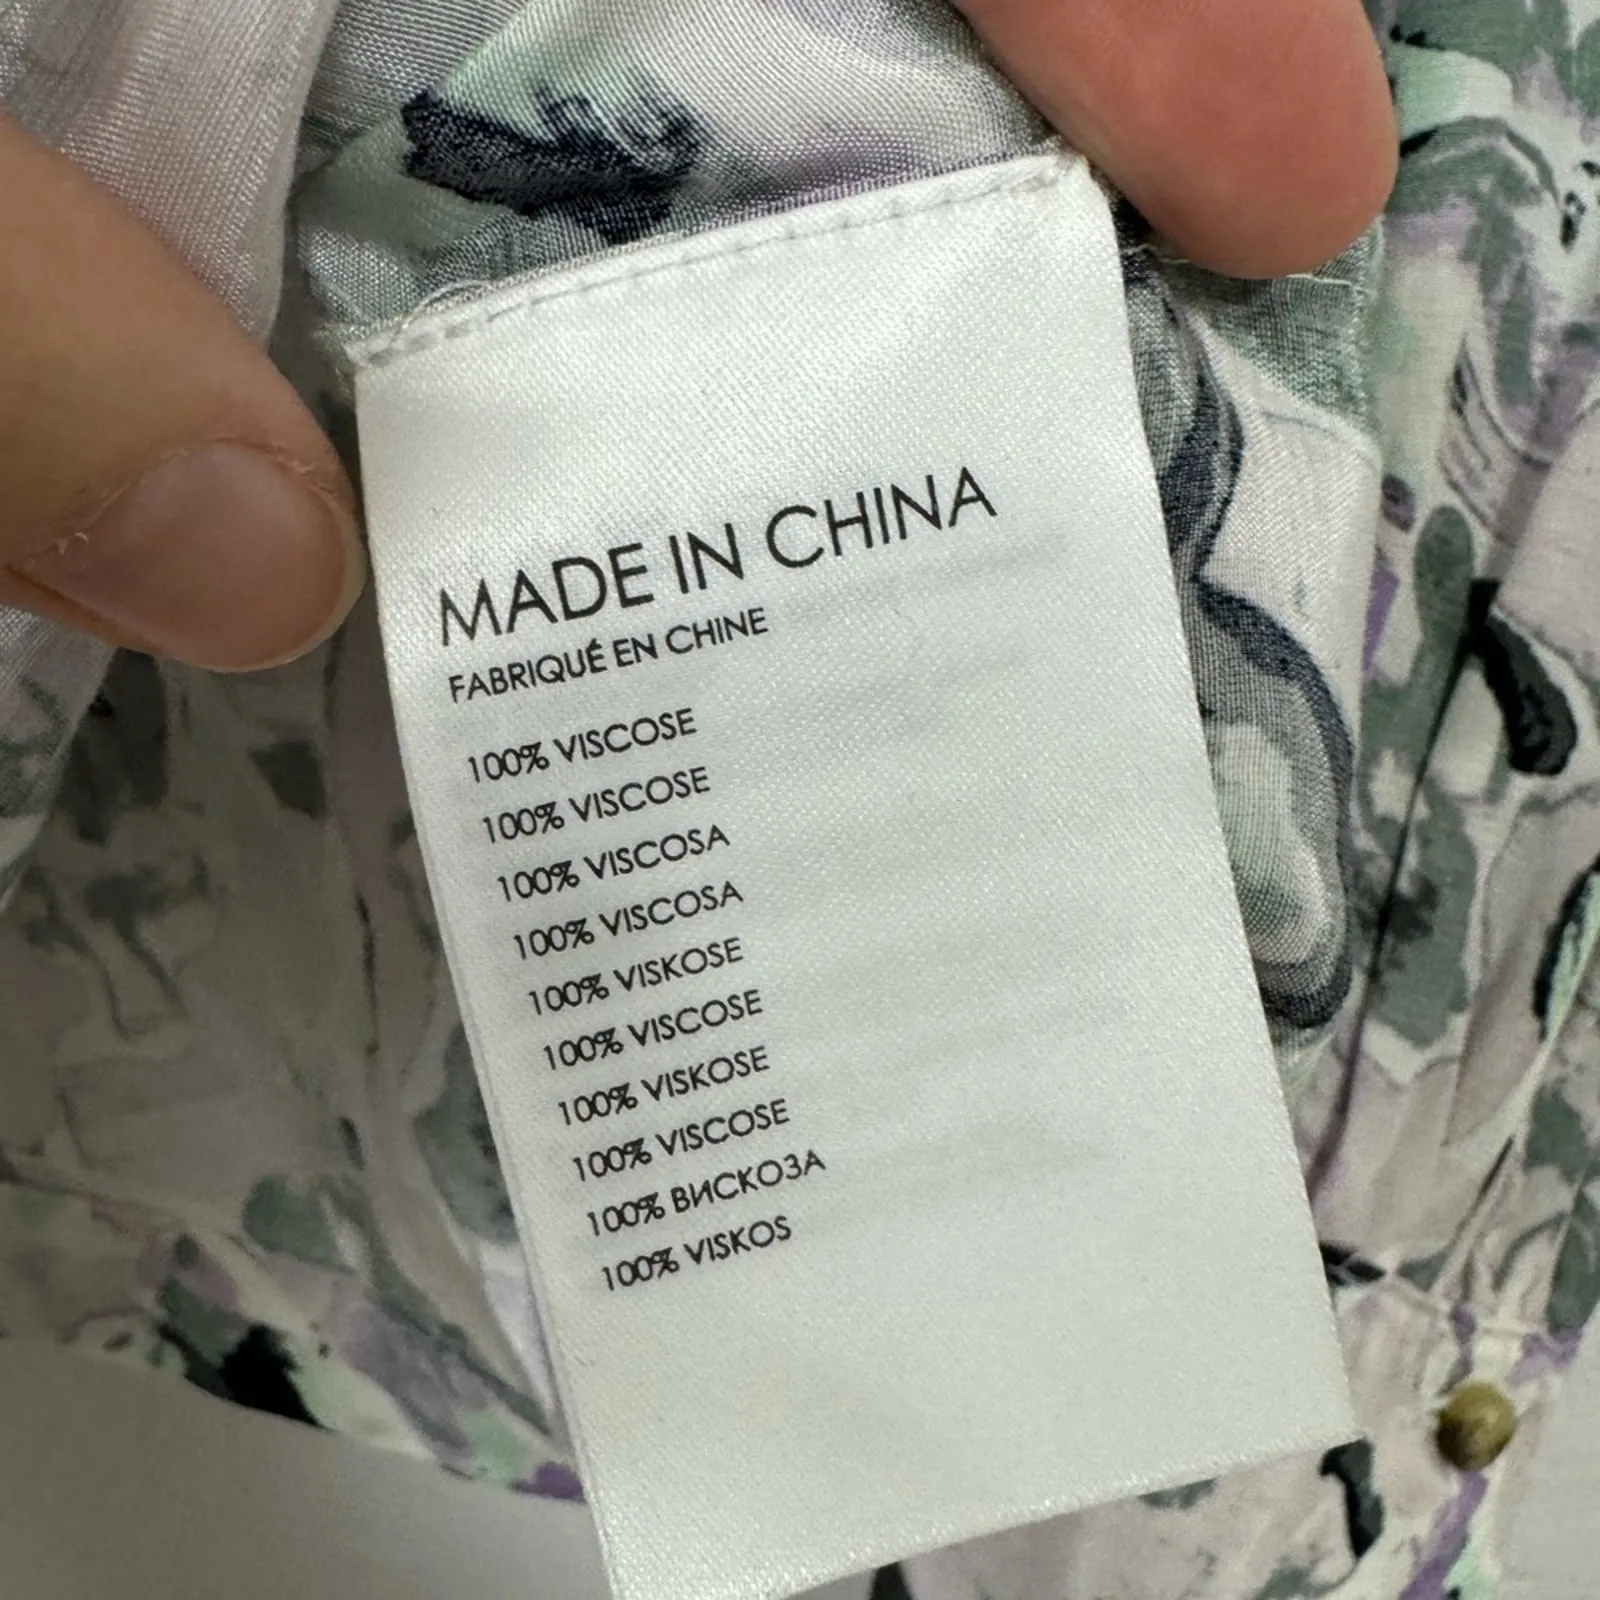 MADE IN CHINA
FABRIQUÉ EN CHINE
100% VISCOSE
100% VISCOSE
100% VISCOSA
100% VISCOSA
100% VISKOSE
100% VISCOSE
100% VISKOSE
100% VISCOSE
100% ВИСКОЗА
100% VISKOS